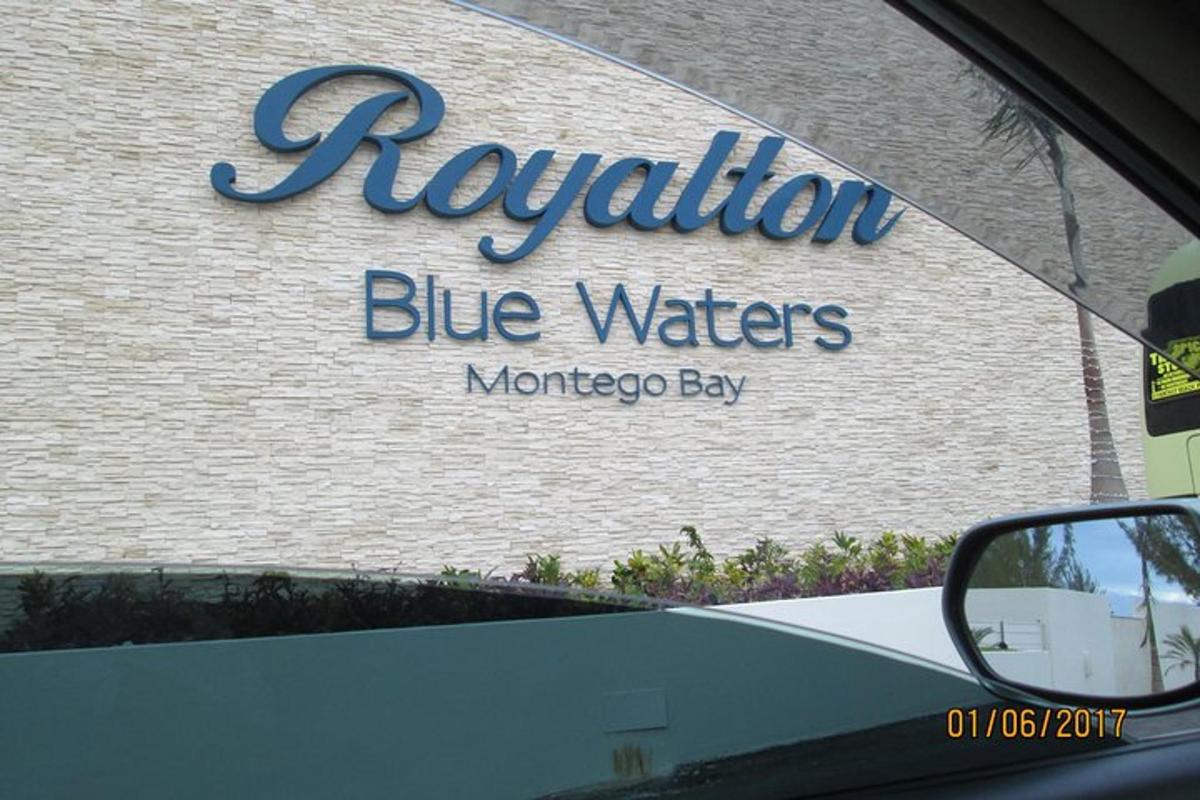 Royalton
Blue Waters
Montego Bay
01/06/2017